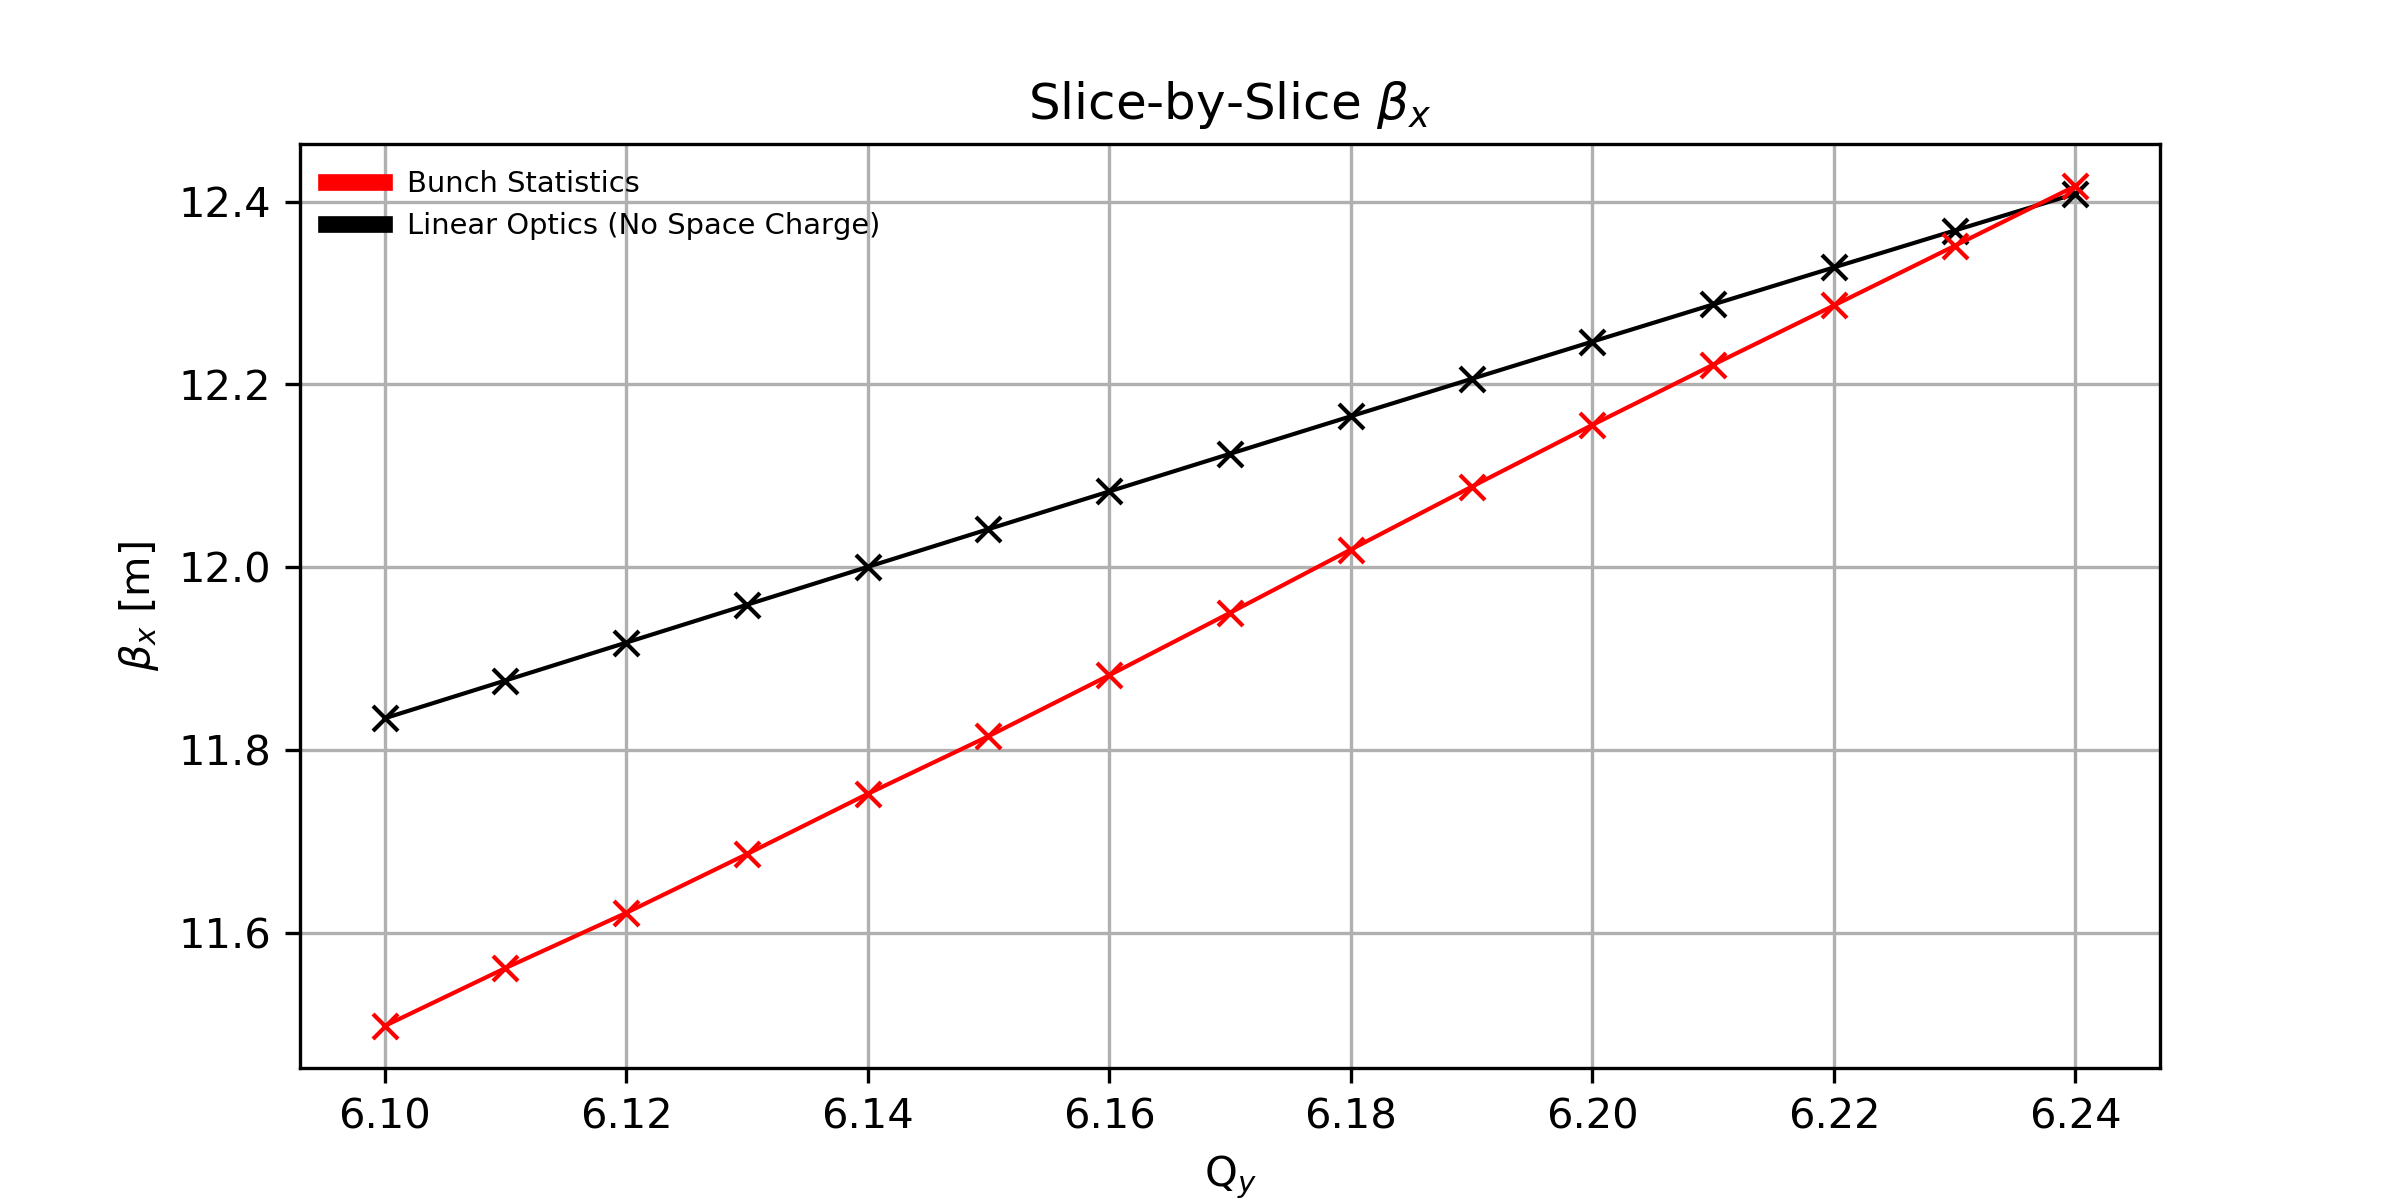 Slice-by-Slice βₓ
Bunch Statistics
Linear Optics (No Space Charge)
12.4
12.2
12.0
11.8
11.6
βₓ [m]
6.10 6.12 6.14 6.16 6.18 6.20 6.22 6.24
Q_y